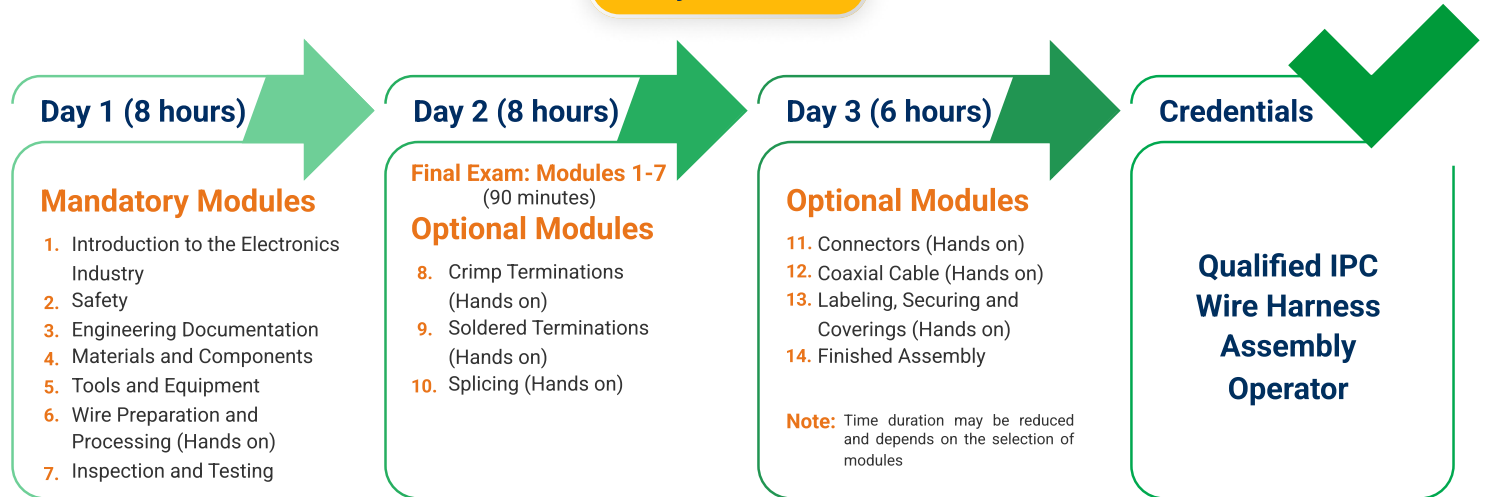 Day 1 (8 hours)
Mandatory Modules
1. Introduction to the Electronics
Industry
2. Safety
3. Engineering Documentation
4. Materials and Components
5. Tools and Equipment
6. Wire Preparation and
Processing (Hands on)
7. Inspection and Testing
Day 2 (8 hours)
Final Exam: Modules 1-7
(90 minutes)
Optional Modules
8. Crimp Terminations
(Hands on)
9. Soldered Terminations
(Hands on)
10. Splicing (Hands on)
Day 3 (6 hours)
Optional Modules
11. Connectors (Hands on)
12. Coaxial Cable (Hands on)
13. Labeling, Securing and
Coverings (Hands on)
14. Finished Assembly
Note: Time duration may be reduced
and depends on the selection of
modules
Credentials
Qualified IPC
Wire Harness
Assembly
Operator